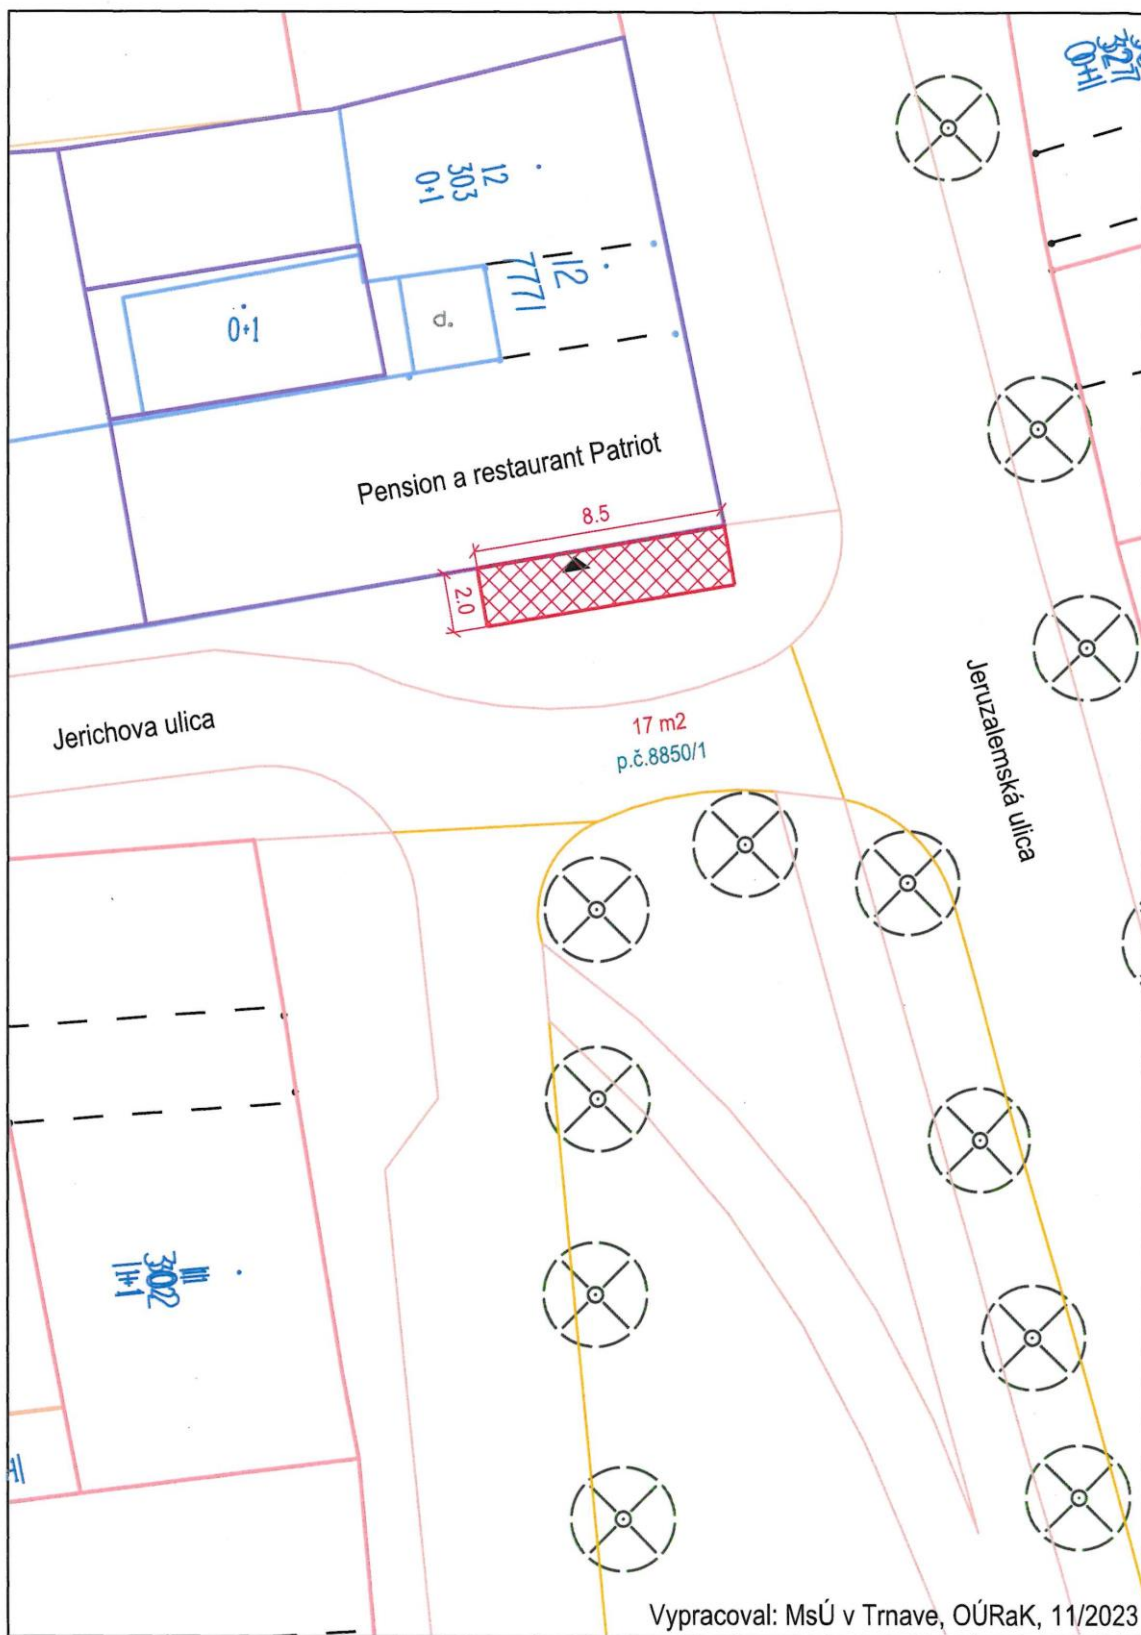 12
303
0+1
12
7771
0+1
d.
Pension a restaurant Patriot
8.5
2.0
Jerichova ulica
17 m2
p.č.8850/1
Jeruzalemská ulica
Vypracoval: MsÚ v Trnave, OÚRaK, 11/2023